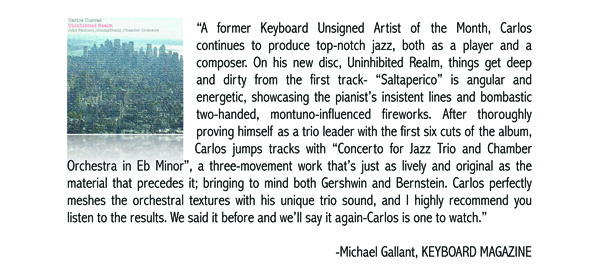 Carlos Cuevas
Uninhibited Realm
“A former Keyboard Unsigned Artist of the Month, Carlos
continues to produce top-notch jazz, both as a player and a
composer. On his new disc, Uninhibited Realm, things get deep
and dirty from the first track- “Saltaperico” is angular and
energetic, showcasing the pianist’s insistent lines and bombastic
two-handed, montuno-influenced fireworks. After thoroughly
proving himself as a trio leader with the first six cuts of the album,
Carlos jumps tracks with “Concerto for Jazz Trio and Chamber
Orchestra in Eb Minor”, a three-movement work that’s just as lively and original as the
material that precedes it; bringing to mind both Gershwin and Bernstein. Carlos perfectly
meshes the orchestral textures with his unique trio sound, and I highly recommend you
listen to the results. We said it before and we’ll say it again-Carlos is one to watch.”
-Michael Gallant, KEYBOARD MAGAZINE